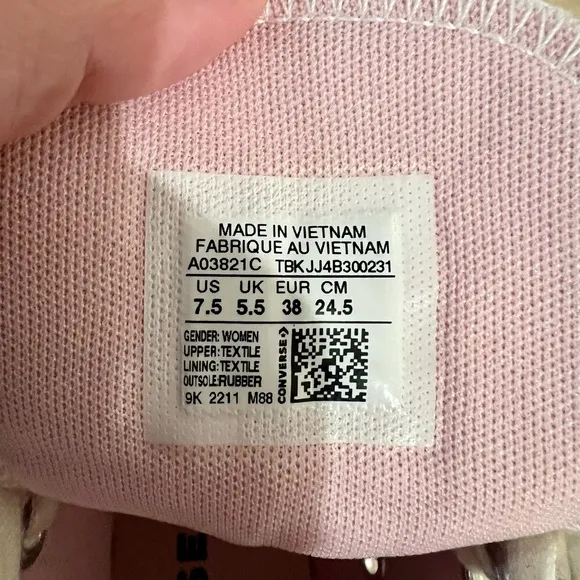 MADE IN VIETNAM
FABRIQUE AU VIETNAM
A03821C TBKJJ4B300231
US UK EUR CM
7.5 5.5 38 24.5
GENDER: WOMEN
UPPER: TEXTILE
LINING: TEXTILE
OUTSOLE:RUBBER
9K 2211 M88
CONVERSE